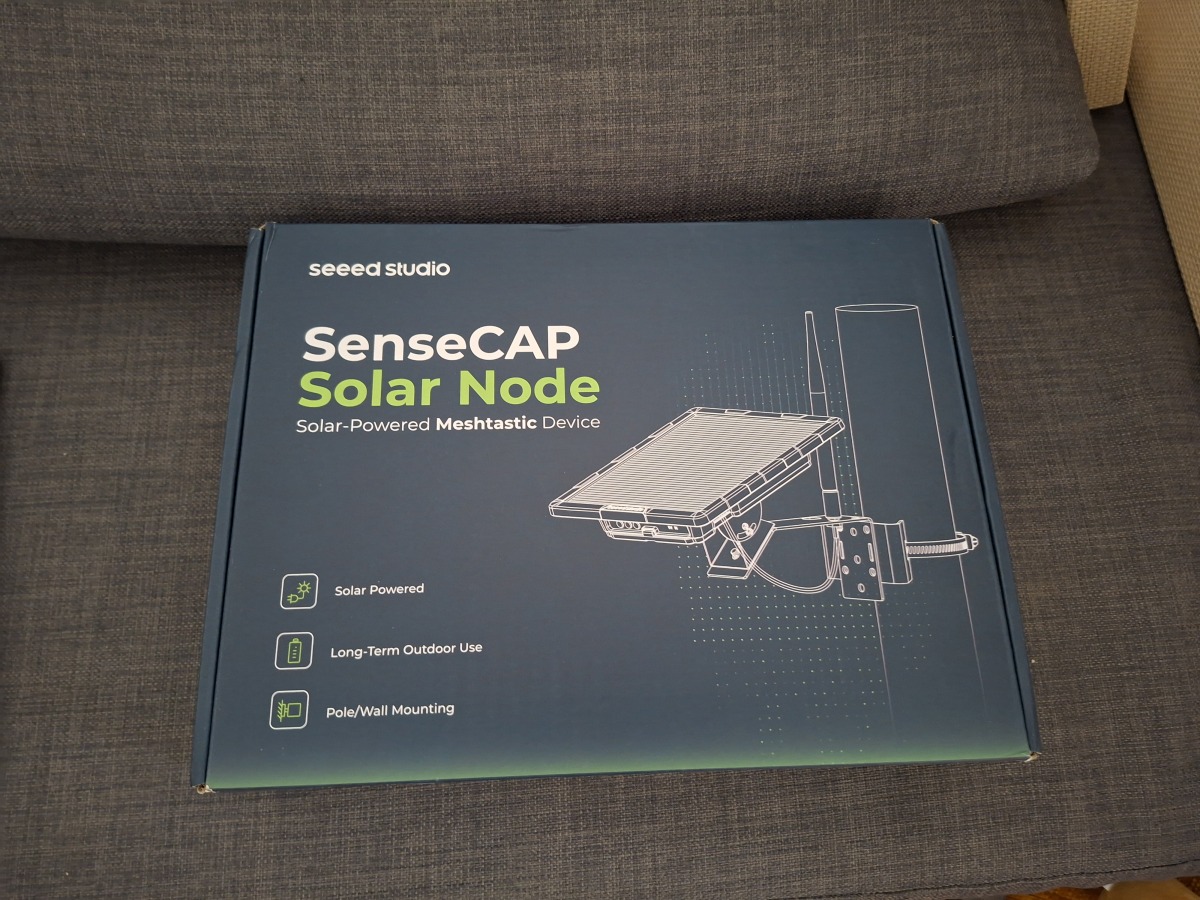 seeed studio
SenseCAP
Solar Node
Solar-Powered Meshtastic Device
Solar Powered
Long-Term Outdoor Use
Pole/Wall Mounting